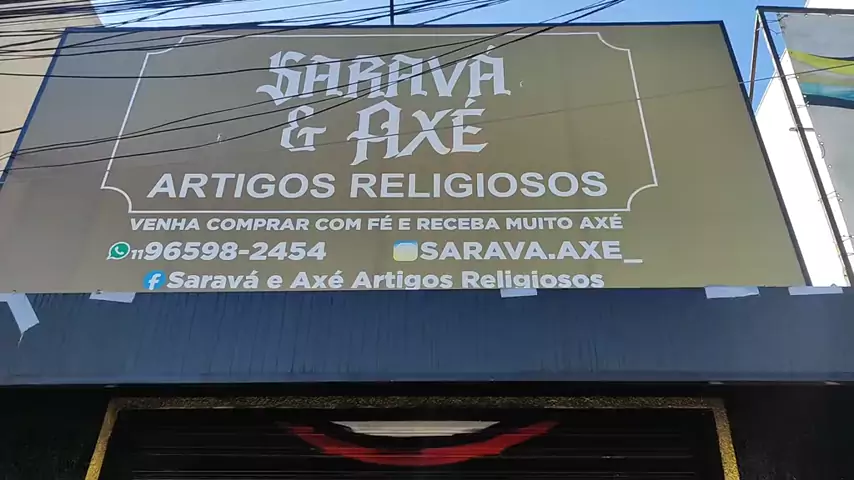 SARAVÁ
& AXÉ
ARTIGOS RELIGIOSOS
VENHA COMPRAR COM FÉ E RECEBA MUITO AXÉ
11 96598-2454 SARAVA.AXE_
Saravá e Axé Artigos Religiosos